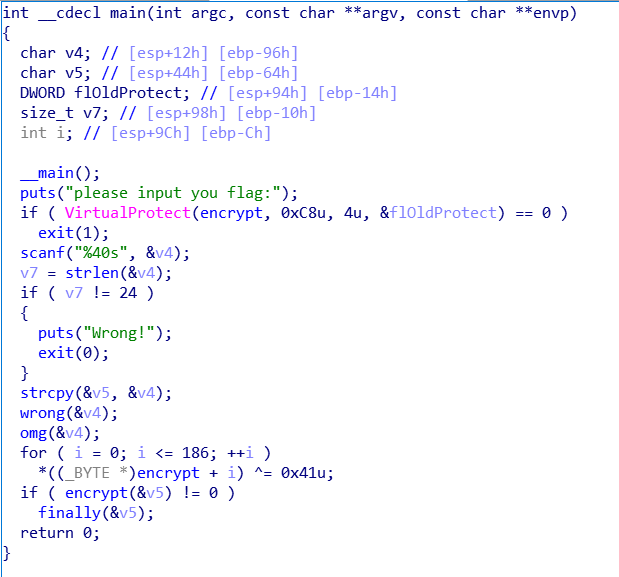 int __cdecl main(int argc, const char **argv, const char **envp)
{
  char v4; // [esp+12h] [ebp-96h]
  char v5; // [esp+44h] [ebp-64h]
  DWORD flOldProtect; // [esp+94h] [ebp-14h]
  size_t v7; // [esp+98h] [ebp-10h]
  int i; // [esp+9Ch] [ebp-Ch]

  __main();
  puts("please input you flag:");
  if ( VirtualProtect(encrypt, 0xC8u, 4u, &flOldProtect) == 0 )
    exit(1);
  scanf("%40s", &v4);
  v7 = strlen(&v4);
  if ( v7 != 24 )
  {
    puts("Wrong!");
    exit(0);
  }
  strcpy(&v5, &v4);
  wrong(&v4);
  omg(&v4);
  for ( i = 0; i <= 186; ++i )
    *((_BYTE *)encrypt + i) ^= 0x41u;
  if ( encrypt(&v5) != 0 )
    finally(&v5);
  return 0;
}